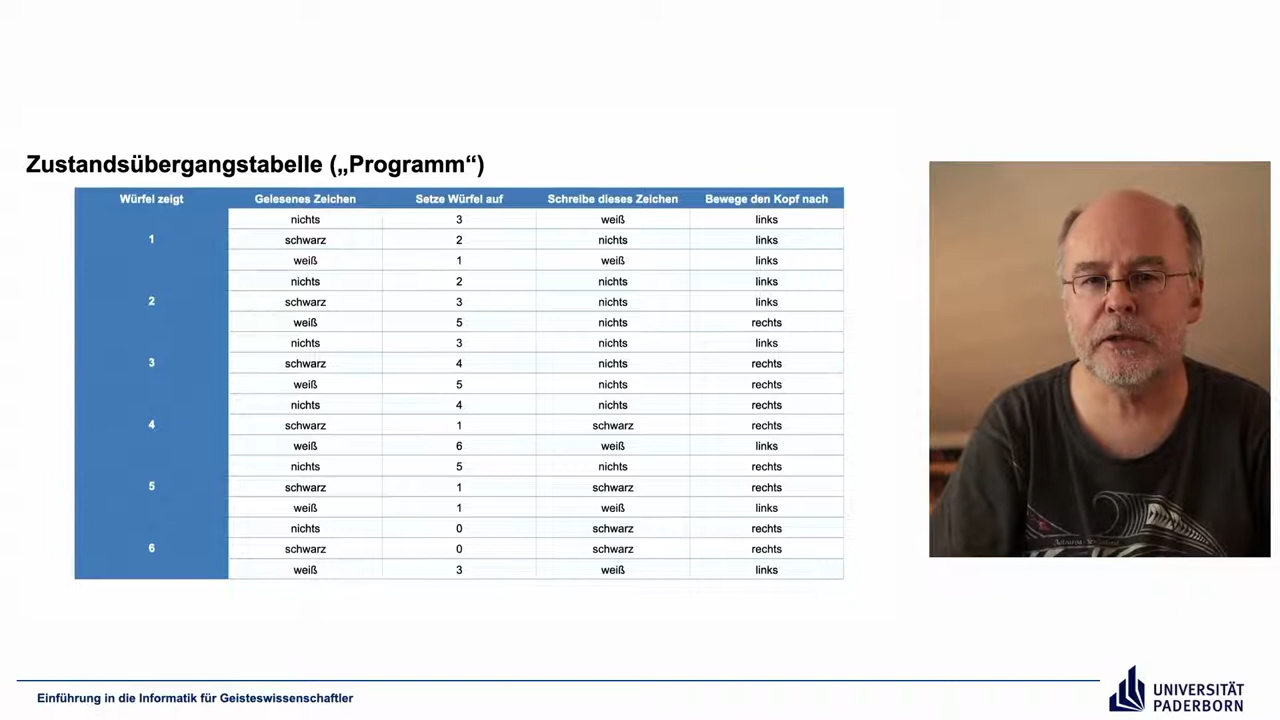 Zustandsübergangstabelle („Programm“)
Würfel zeigt Gelesenes Zeichen Setze Würfel auf Schreibe dieses Zeichen Bewege den Kopf nach
nichts 3 weiß links
1 schwarz 2 nichts links
weiß 1 weiß links
nichts 2 nichts links
2 schwarz 3 nichts links
weiß 5 nichts rechts
nichts 3 nichts links
3 schwarz 4 nichts rechts
weiß 5 nichts rechts
nichts 4 nichts rechts
4 schwarz 1 schwarz rechts
weiß 6 weiß links
nichts 5 nichts rechts
5 schwarz 1 schwarz rechts
weiß 1 weiß links
nichts 0 schwarz rechts
6 schwarz 0 schwarz rechts
weiß 3 weiß links
Einführung in die Informatik für Geisteswissenschaftler
UNIVERSITÄT
PADERBORN